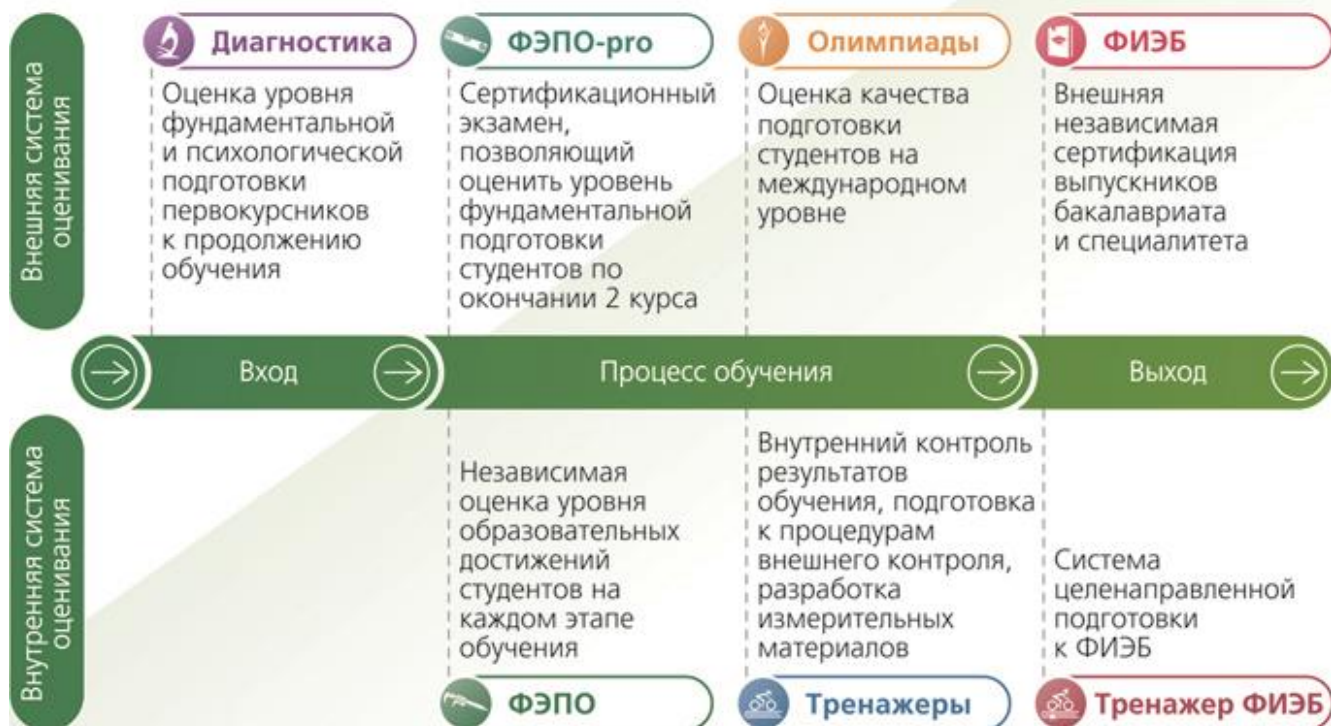 Внешняя система
оценивания
Диагностика
Оценка уровня
фундаментальной
и психологической
подготовки
первокурсников
к продолжению
обучения
ФЭПО-pro
Сертификационный
экзамен,
позволяющий
оценить уровень
фундаментальной
подготовки
студентов по
окончании 2 курса
Олимпиады
Оценка качества
подготовки
студентов на
международном
уровне
ФИЭБ
Внешняя
независимая
сертификация
выпускников
бакалавриата
и специалитета
Вход
Процесс обучения
Выход
Внутренняя система
оценивания
Независимая
оценка уровня
образовательных
достижений
студентов на
каждом этапе
обучения
ФЭПО
Внутренний контроль
результатов
обучения, подготовка
к процедурам
внешнего контроля,
разработка
измерительных
материалов
Тренажеры
Система
целенаправленной
подготовки
к ФИЭБ
Тренажер ФИЭБ